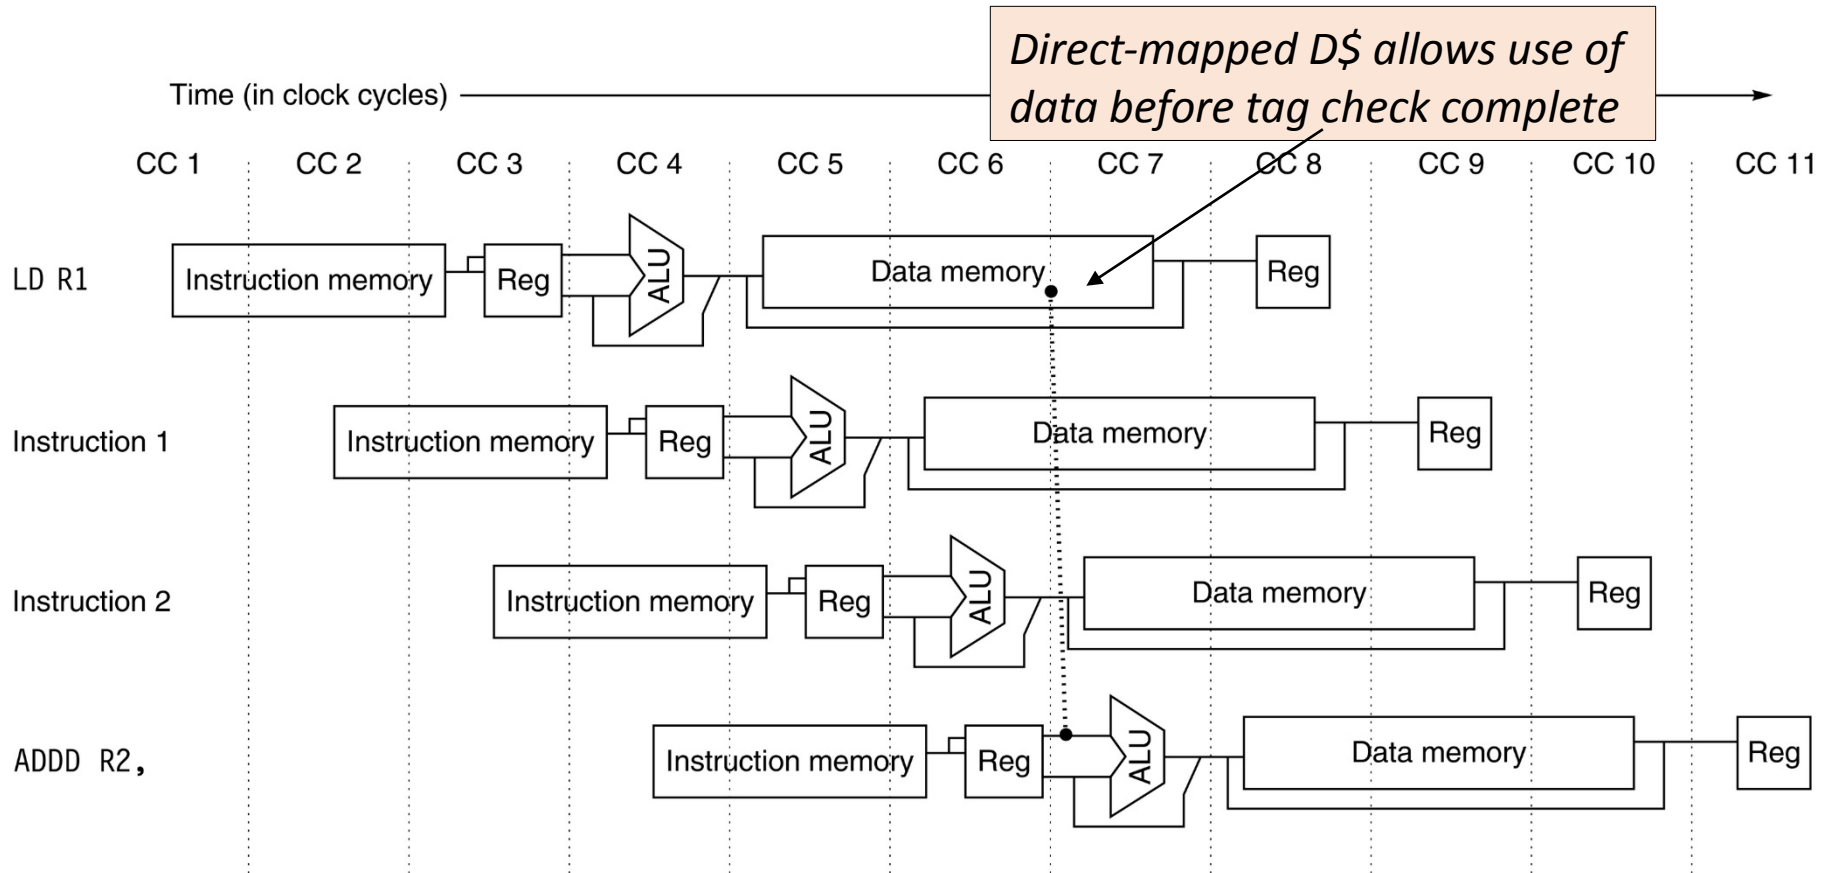 Direct-mapped D$ allows use of
data before tag check complete
Time (in clock cycles)
CC 1 CC 2 CC 3 CC 4 CC 5 CC 6 CC 7 CC 8 CC 9 CC 10 CC 11
LD R1 Instruction memory Reg ALU Data memory Reg
Instruction 1 Instruction memory Reg ALU Data memory Reg
Instruction 2 Instruction memory Reg ALU Data memory Reg
ADDD R2, Instruction memory Reg ALU Data memory Reg